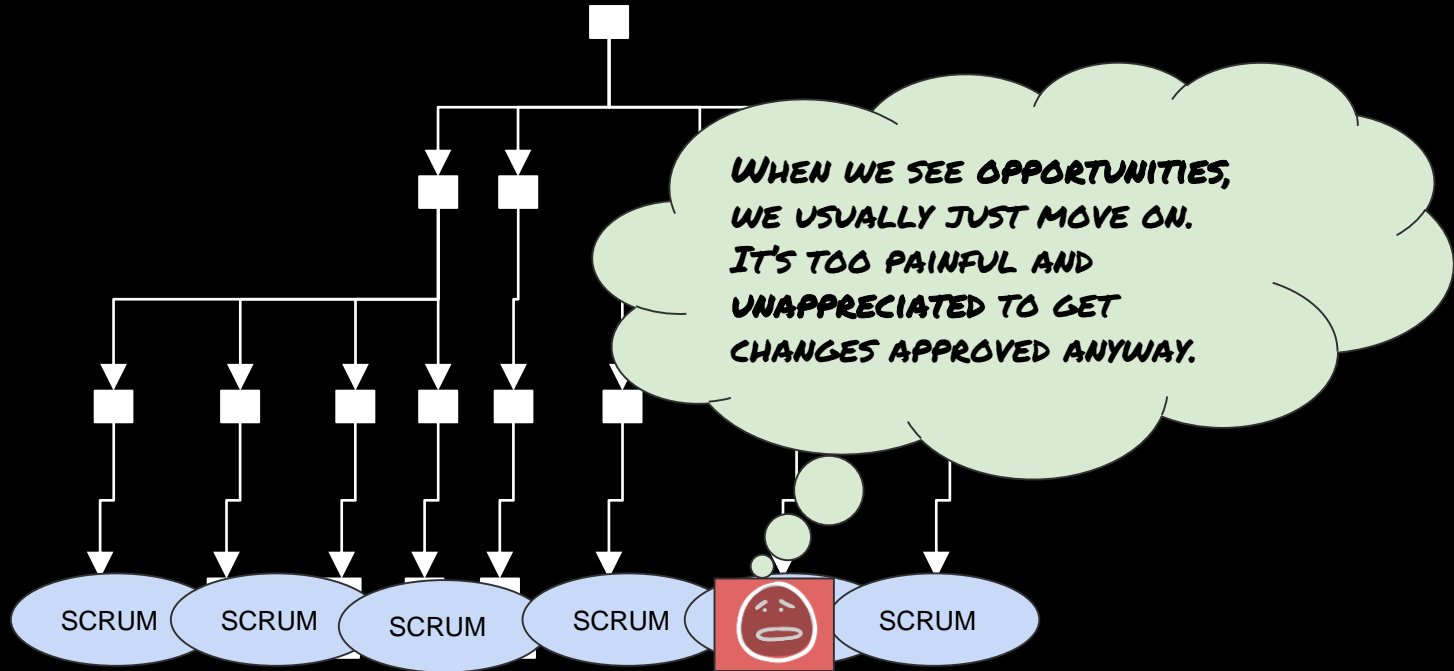 WHEN WE SEE OPPORTUNITIES,
WE USUALLY JUST MOVE ON.
IT'S TOO PAINFUL AND
UNAPPRECIATED TO GET
CHANGES APPROVED ANYWAY.
SCRUM SCRUM SCRUM SCRUM SCRUM